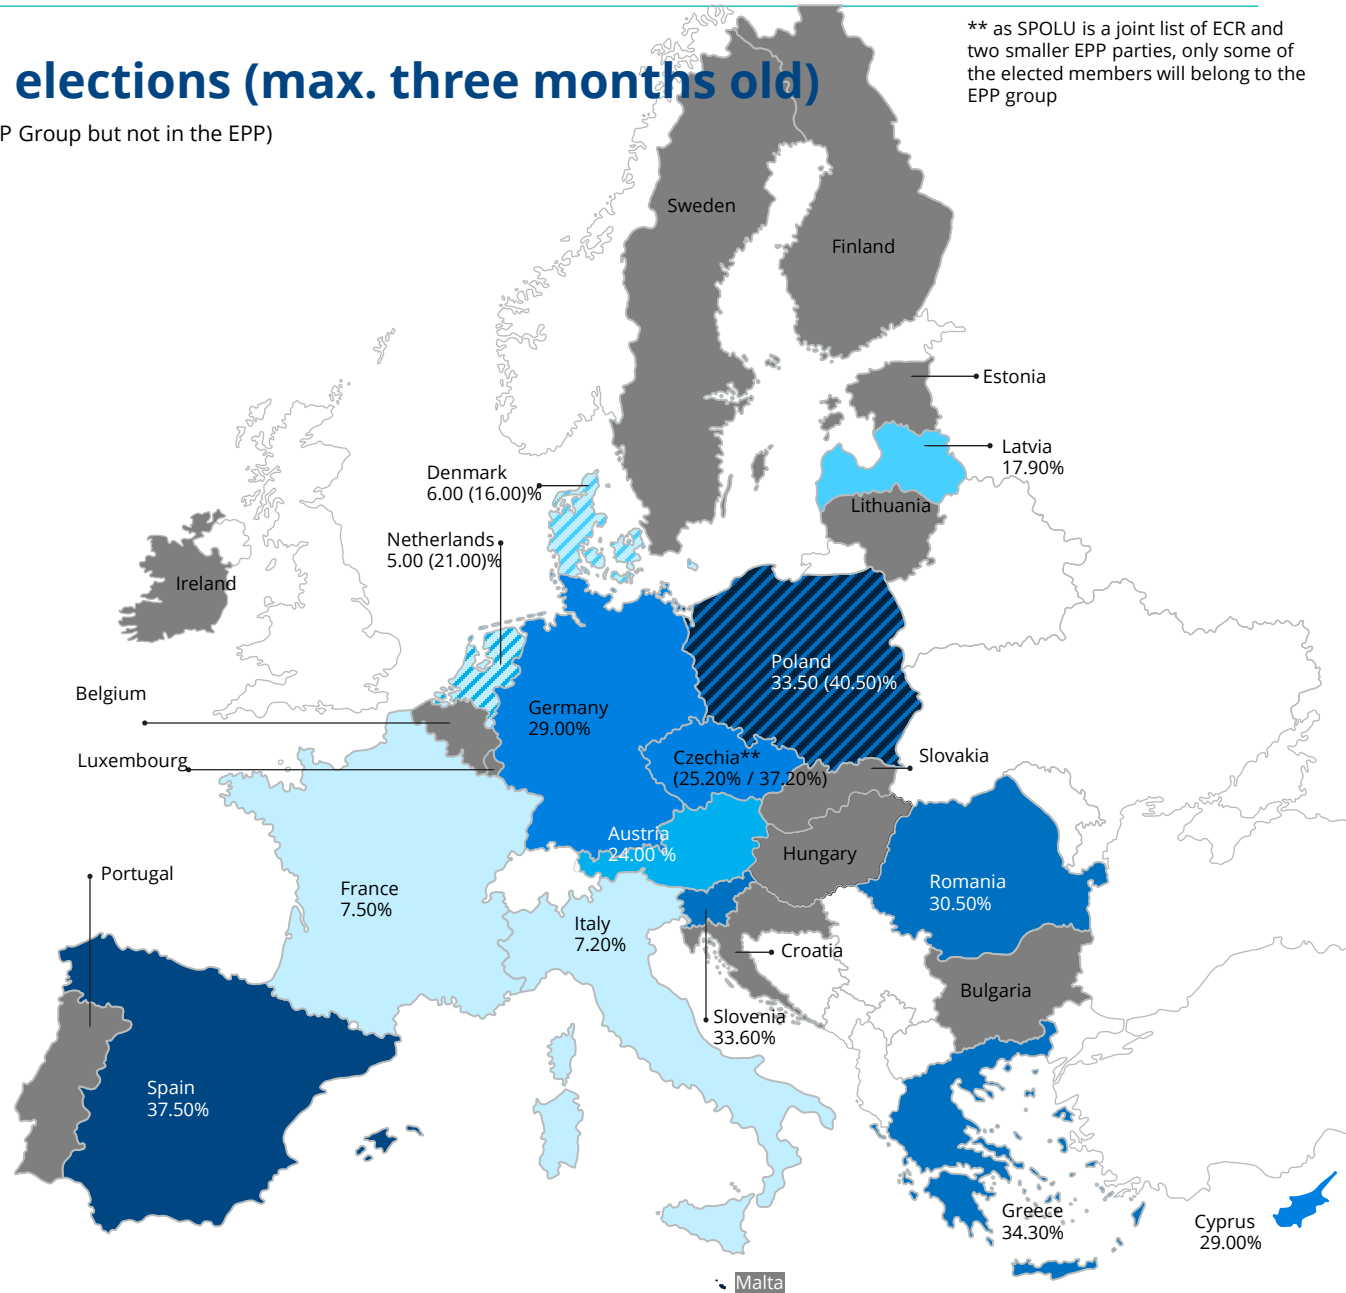 ** as SPOLU is a joint list of ECR and
two smaller EPP parties, only some of
the elected members will belong to the
EPP group
elections (max. three months old)
P Group but not in the EPP)
Sweden
Finland
Estonia
Latvia
17.90%
Denmark
6.00 (16.00)%
Lithuania
Netherlands
5.00 (21.00)%
Ireland
Poland
33.50 (40.50)%
Belgium
Germany
29.00%
Luxembourg
Czechia**
(25.20% / 37.20%)
Slovakia
Austria
24.00 %
Hungary
Portugal
France
7.50%
Romania
30.50%
Italy
7.20%
Croatia
Bulgaria
Slovenia
33.60%
Spain
37.50%
Greece
34.30%
Cyprus
29.00%
Malta